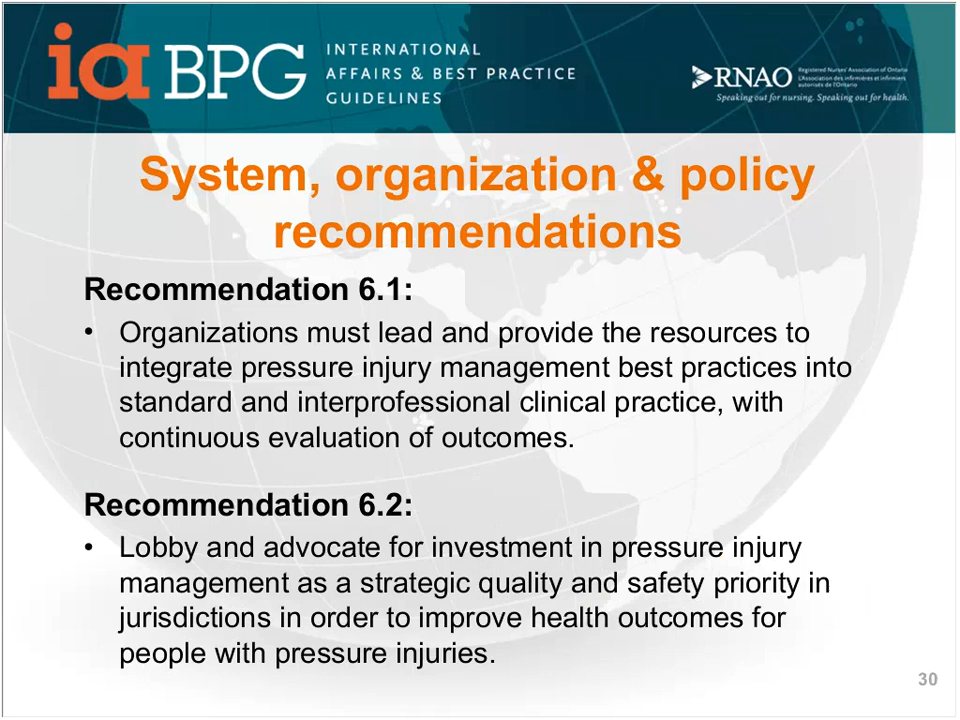 ia BPG
INTERNATIONAL
AFFAIRS & BEST PRACTICE
GUIDELINES
RNAO
Registered Nurses' Association of Ontario
L'Association des infirmières et infirmiers
autorisés de l'Ontario
Speaking out for nursing. Speaking out for health.
System, organization & policy
recommendations
Recommendation 6.1:
• Organizations must lead and provide the resources to
integrate pressure injury management best practices into
standard and interprofessional clinical practice, with
continuous evaluation of outcomes.
Recommendation 6.2:
• Lobby and advocate for investment in pressure injury
management as a strategic quality and safety priority in
jurisdictions in order to improve health outcomes for
people with pressure injuries.
30